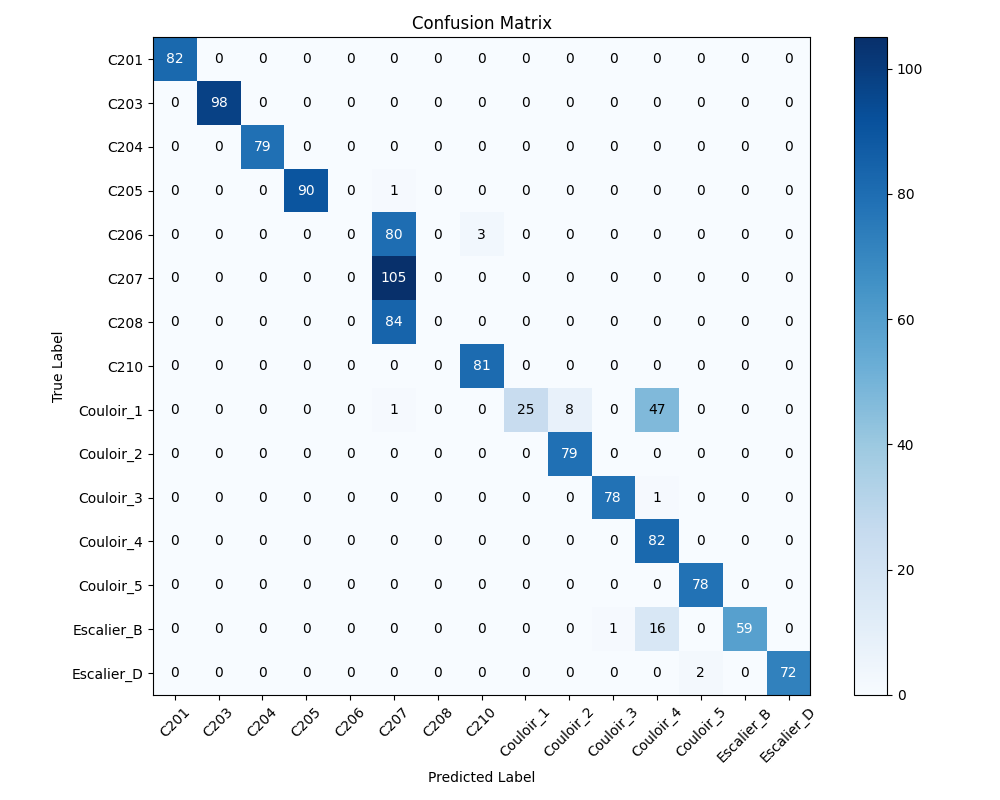 Confusion Matrix
True Label
C201 82 0 0 0 0 0 0 0 0 0 0 0 0 0 0
C203 0 98 0 0 0 0 0 0 0 0 0 0 0 0 0
C204 0 0 79 0 0 0 0 0 0 0 0 0 0 0 0
C205 0 0 0 90 0 1 0 0 0 0 0 0 0 0 0
C206 0 0 0 0 0 80 0 3 0 0 0 0 0 0 0
C207 0 0 0 0 0 105 0 0 0 0 0 0 0 0 0
C208 0 0 0 0 0 84 0 0 0 0 0 0 0 0 0
C210 0 0 0 0 0 0 0 81 0 0 0 0 0 0 0
Couloir_1 0 0 0 0 0 1 0 0 25 8 0 47 0 0 0
Couloir_2 0 0 0 0 0 0 0 0 0 79 0 0 0 0 0
Couloir_3 0 0 0 0 0 0 0 0 0 0 78 1 0 0 0
Couloir_4 0 0 0 0 0 0 0 0 0 0 0 82 0 0 0
Couloir_5 0 0 0 0 0 0 0 0 0 0 0 0 78 0 0
Escalier_B 0 0 0 0 0 0 0 0 0 0 1 16 0 59 0
Escalier_D 0 0 0 0 0 0 0 0 0 0 0 0 2 0 72
C201 C203 C204 C205 C206 C207 C208 C210 Couloir_1 Couloir_2 Couloir_3 Couloir_4 Couloir_5 Escalier_B Escalier_D
Predicted Label
100
80
60
40
20
0